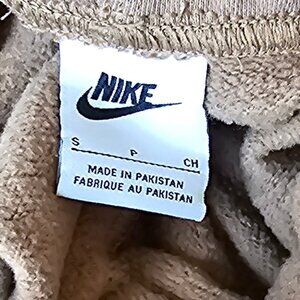 NIKE
S P CH
MADE IN PAKISTAN
FABRIQUE AU PAKISTAN